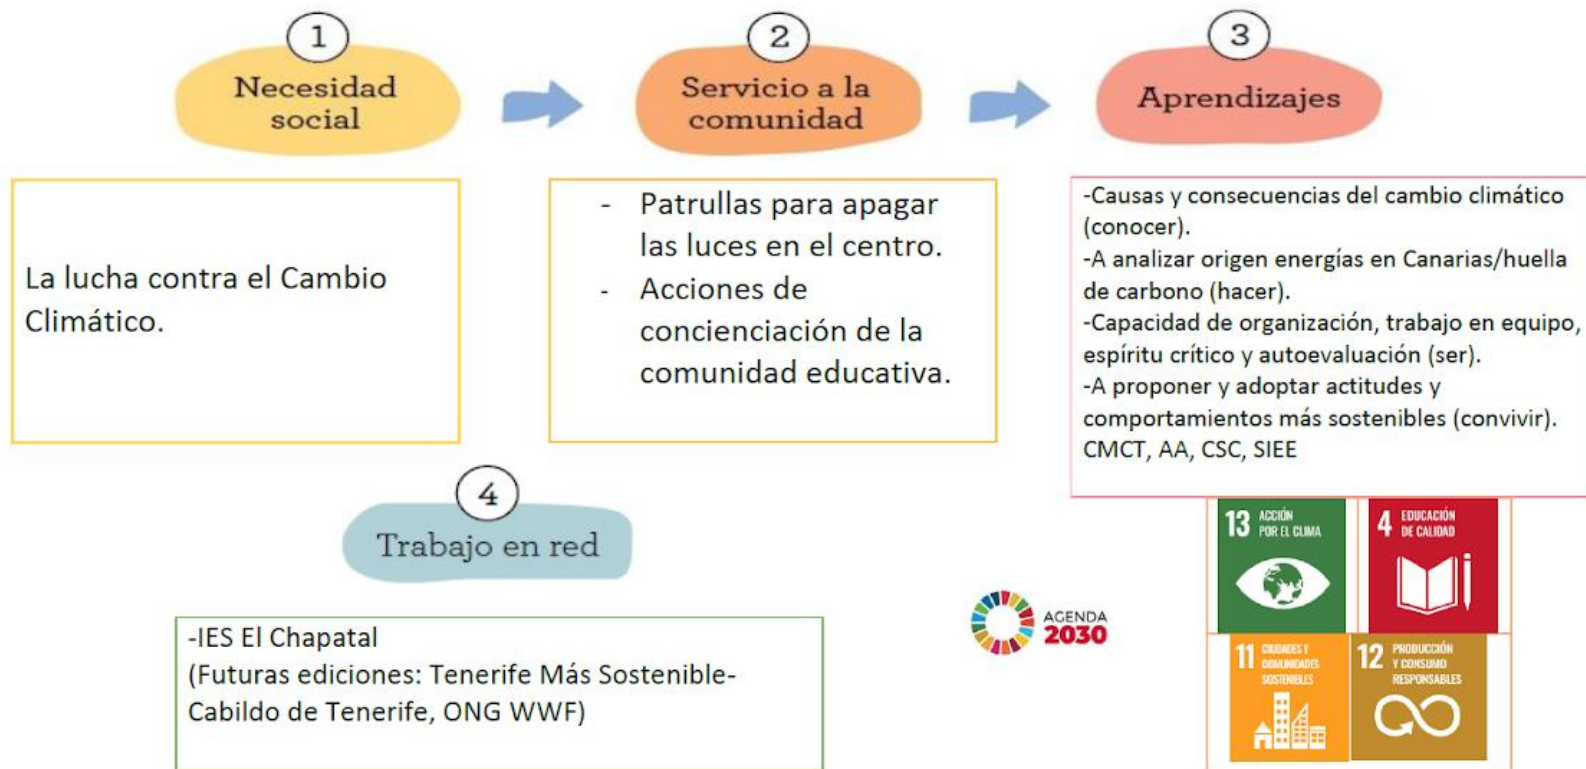 1
Necesidad
social
2
Servicio a la
comunidad
3
Aprendizajes
La lucha contra el Cambio
Climático.
- Patrullas para apagar
las luces en el centro.
- Acciones de
concienciación de la
comunidad educativa.
-Causas y consecuencias del cambio climático
(conocer).
-A analizar origen energías en Canarias/huella
de carbono (hacer).
-Capacidad de organización, trabajo en equipo,
espíritu crítico y autoevaluación (ser).
-A proponer y adoptar actitudes y
comportamientos más sostenibles (convivir).
CMCT, AA, CSC, SIEE
4
Trabajo en red
-IES El Chapatal
(Futuras ediciones: Tenerife Más Sostenible-
Cabildo de Tenerife, ONG WWF)
AGENDA
2030
13 ACCIÓN
POR EL CLIMA
4 EDUCACIÓN
DE CALIDAD
11 CIUDADES Y
COMUNIDADES
SOSTENIBLES
12 PRODUCCIÓN
Y CONSUMO
RESPONSABLES